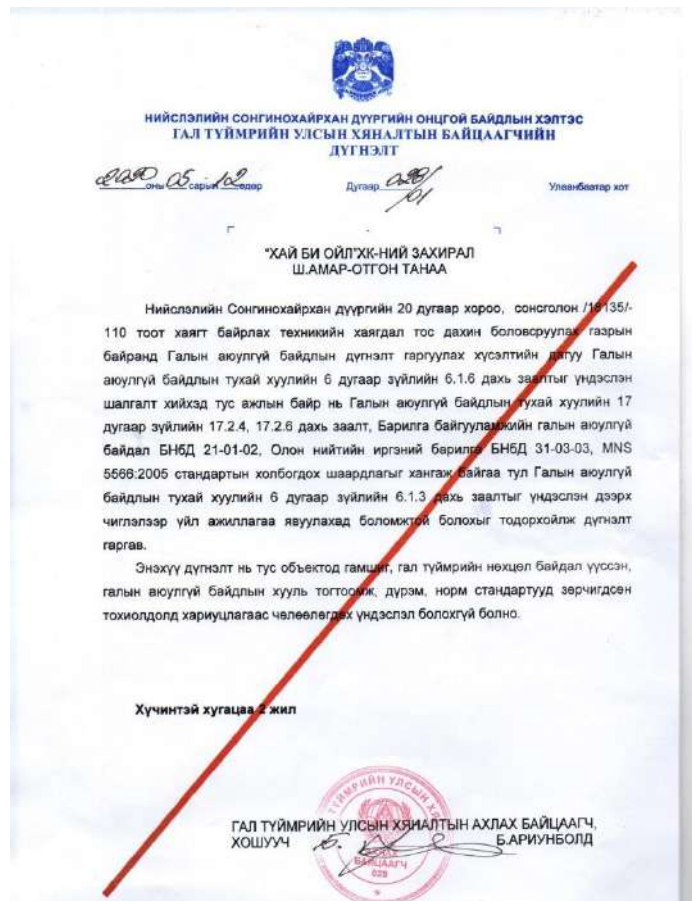 НИЙСЛЭЛИЙН СОНГИНОХАЙРХАН ДҮҮРГИЙН ОНЦГОЙ БАЙДЛЫН ХЭЛТЭС
ГАЛ ТҮЙМРИЙН УЛСЫН ХЯНАЛТЫН БАЙЦААГЧИЙН
ДҮГНЭЛТ
2020 оны 05 сарын 12 өдөр Дугаар 028/01 Улаанбаатар хот
"ХАЙ БИ ОЙЛ"ХК-НИЙ ЗАХИРАЛ
Ш.АМАР-ОТГОН ТАНАА
Нийслэлийн Сонгинохайрхан дүүргийн 20 дугаар хороо, сонсголон /18135/-
110 тоот хаягт байрлах техникийн хаягдал тос дахин боловсруулах газрын
байранд Галын аюулгүй байдлын дүгнэлт гаргуулах хүсэлтийн дагуу Галын
аюулгүй байдлын тухай хуулийн 6 дугаар зүйлийн 6.1.6 дахь заалтыг үндэслэн
шалгалт хийхэд тус ажлын байр нь Галын аюулгүй байдлын тухай хуулийн 17
дугаар зүйлийн 17.2.4, 17.2.6 дахь заалт, Барилга байгууламжийн галын аюулгүй
байдал БНбД 21-01-02, Олон нийтийн иргэний барилга БНбД 31-03-03, MNS
5566:2005 стандартын холбогдох шаардлагыг хангаж байгаа тул Галын аюулгүй
байдлын тухай хуулийн 6 дугаар зүйлийн 6.1.3 дахь заалтыг үндэслэн дээрх
чиглэлээр үйл ажиллагаа явуулахад боломжтой болохыг тодорхойлж дүгнэлт
гаргав.
Энэхүү дүгнэлт нь тус объектод гамшиг, гал түймрийн нөхцөл байдал үүссэн,
галын аюулгүй байдлын хууль тогтоомж, дүрэм, норм стандартууд зөрчигдсөн
тохиолдолд хариуцлагаас чөлөөлөгдөх үндэслэл болохгүй болно.
Хүчинтэй хугацаа 2 жил
ГАЛ ТҮЙМРИЙН УЛСЫН ХЯНАЛТЫН АХЛАХ БАЙЦААГЧ,
ХОШУУЧ Б.АРИУНБОЛД
АХЛАХ
БАЙЦААГЧ
028